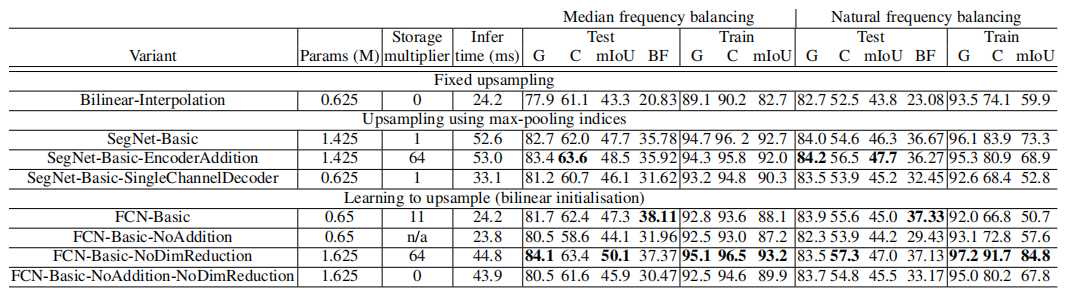 Median frequency balancing Natural frequency balancing
Storage Infer Test Train Test Train
Variant Params (M) multiplier time (ms) G C mIoU BF G C mIoU G C mIoU BF G C mIoU
Fixed upsampling
Bilinear-Interpolation 0.625 0 24.2 77.9 61.1 43.3 20.83 89.1 90.2 82.7 82.7 52.5 43.8 23.08 93.5 74.1 59.9
Upsampling using max-pooling indices
SegNet-Basic 1.425 1 52.6 82.7 62.0 47.7 35.78 94.7 96. 2 92.7 84.0 54.6 46.3 36.67 96.1 83.9 73.3
SegNet-Basic-EncoderAddition 1.425 64 53.0 83.4 63.6 48.5 35.92 94.3 95.8 92.0 84.2 56.5 47.7 36.27 95.3 80.9 68.9
SegNet-Basic-SingleChannelDecoder 0.625 1 33.1 81.2 60.7 46.1 31.62 93.2 94.8 90.3 83.5 53.9 45.2 32.45 92.6 68.4 52.8
Learning to upsample (bilinear initialisation)
FCN-Basic 0.65 11 24.2 81.7 62.4 47.3 38.11 92.8 93.6 88.1 83.9 55.6 45.0 37.33 92.0 66.8 50.7
FCN-Basic-NoAddition 0.65 n/a 23.8 80.5 58.6 44.1 31.96 92.5 93.0 87.2 82.3 53.9 44.2 29.43 93.1 72.8 57.6
FCN-Basic-NoDimReduction 1.625 64 44.8 84.1 63.4 50.1 37.37 95.1 96.5 93.2 83.5 57.3 47.0 37.13 97.2 91.7 84.8
FCN-Basic-NoAddition-NoDimReduction 1.625 0 43.9 80.5 61.6 45.9 30.47 92.5 94.6 89.9 83.7 54.8 45.5 33.17 95.0 80.2 67.8